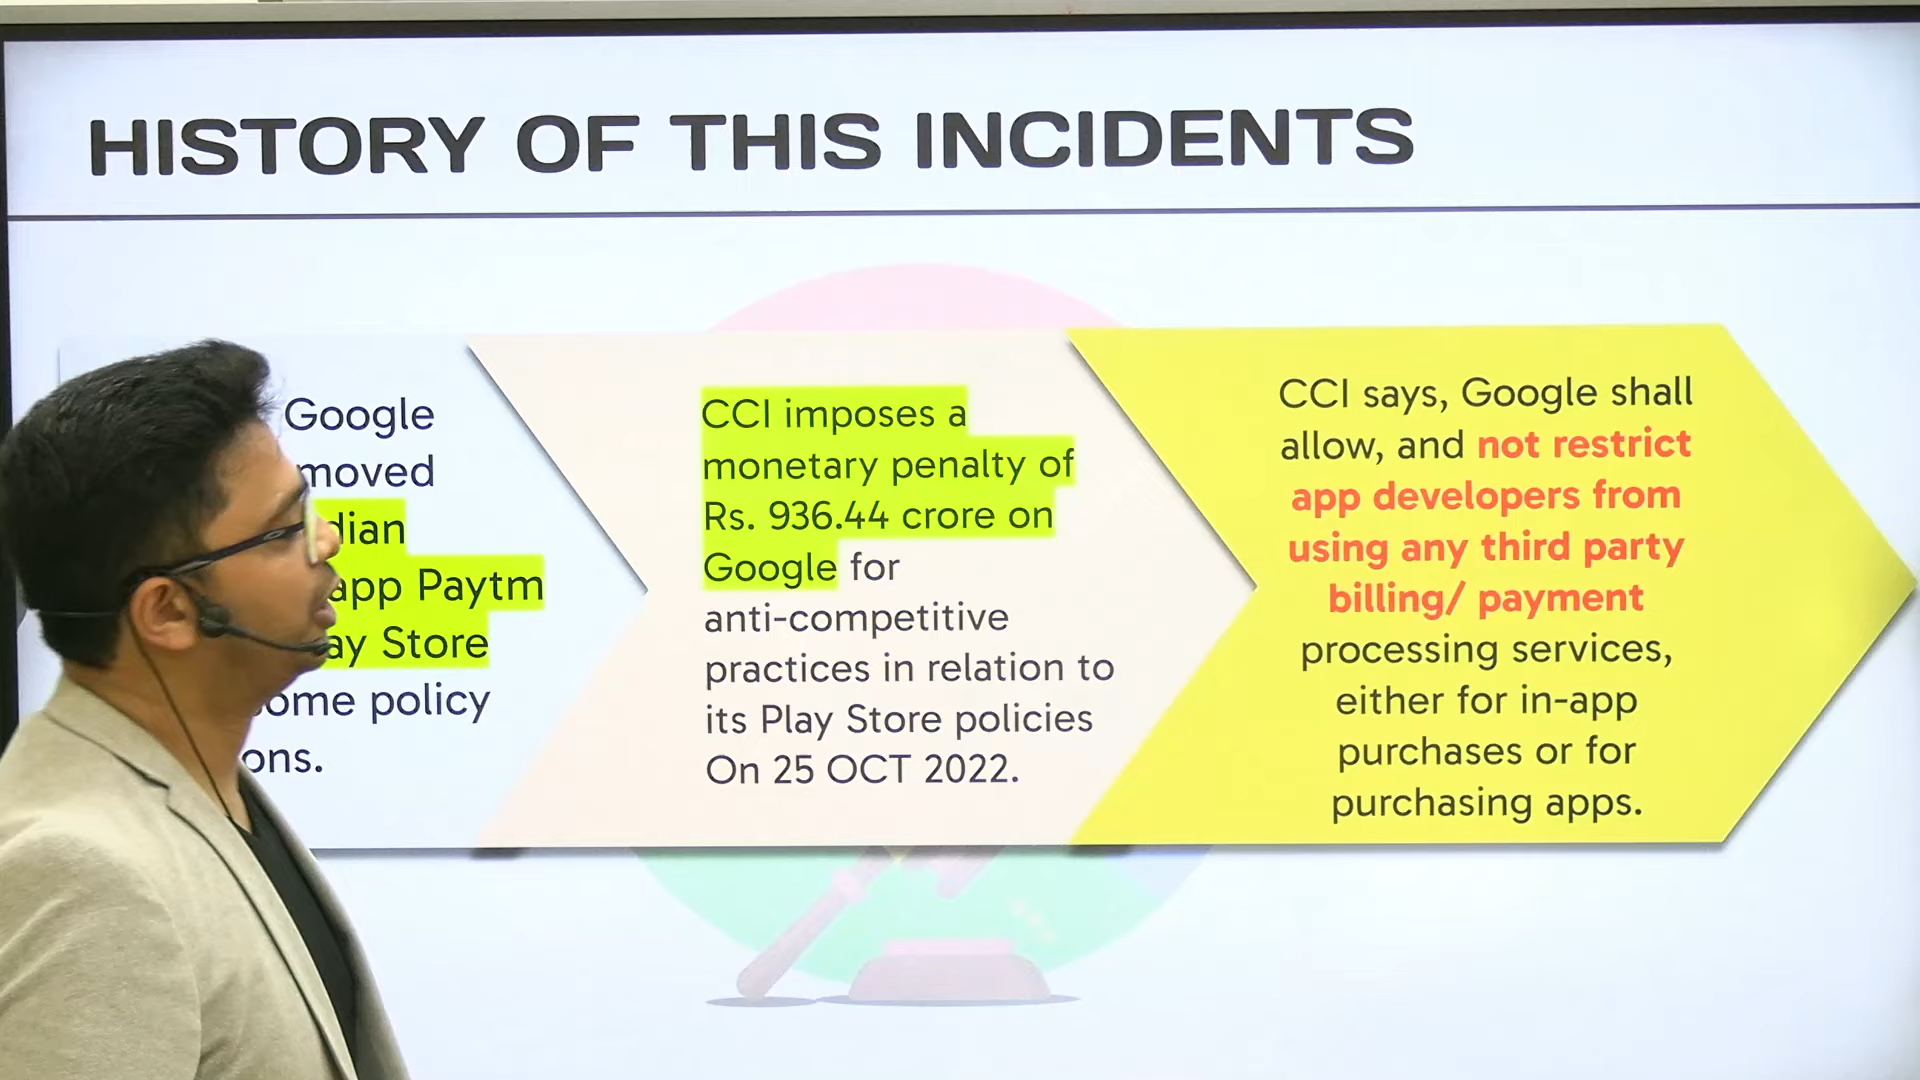 HISTORY OF THIS INCIDENTS
Google
moved
dian
app Paytm
ay Store
ome policy
ons.
CCI imposes a
monetary penalty of
Rs. 936.44 crore on
Google for
anti-competitive
practices in relation to
its Play Store policies
On 25 OCT 2022.
CCI says, Google shall
allow, and not restrict
app developers from
using any third party
billing/ payment
processing services,
either for in-app
purchases or for
purchasing apps.